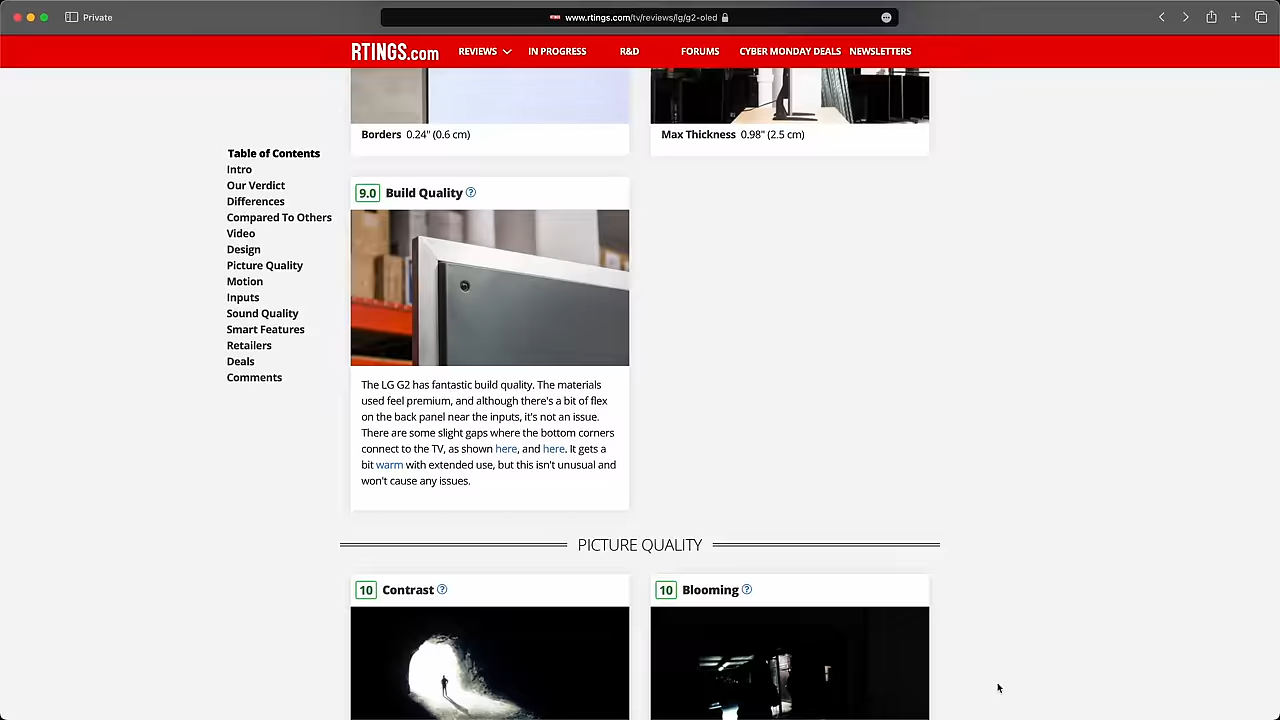 Private
www.rtings.com/tv/reviews/lg/g2-oled
RTINGS.com
REVIEWS
IN PROGRESS
R&D
FORUMS
CYBER MONDAY DEALS
NEWSLETTERS
Borders 0.24" (0.6 cm)
Max Thickness 0.98" (2.5 cm)
Table of Contents
Intro
Our Verdict
Differences
Compared To Others
Video
Design
Picture Quality
Motion
Inputs
Sound Quality
Smart Features
Retailers
Deals
Comments
9.0 Build Quality ?
The LG G2 has fantastic build quality. The materials
used feel premium, and although there's a bit of flex
on the back panel near the inputs, it's not an issue.
There are some slight gaps where the bottom corners
connect to the TV, as shown here, and here. It gets a
bit warm with extended use, but this isn't unusual and
won't cause any issues.
PICTURE QUALITY
10 Contrast ?
10 Blooming ?